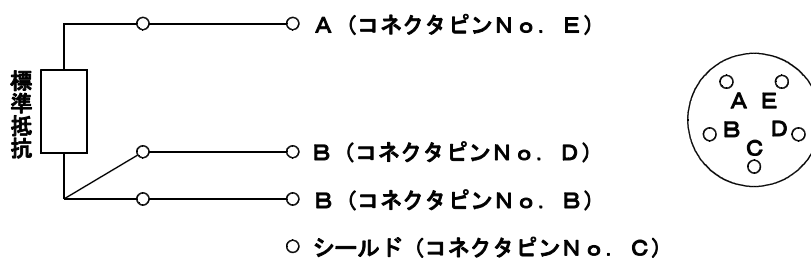 A (コネクタピンNo. E)
標準抵抗
A E
B D
C
B (コネクタピンNo. D)
B (コネクタピンNo. B)
シールド (コネクタピンNo. C)